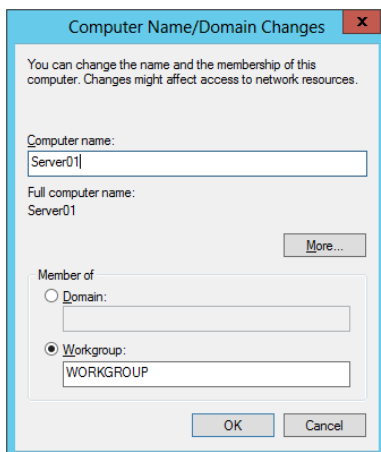 Computer Name/Domain Changes
x
You can change the name and the membership of this
computer. Changes might affect access to network resources.
Computer name:
Server01
Full computer name:
Server01
More...
Member of
Domain:
Workgroup:
WORKGROUP
OK Cancel